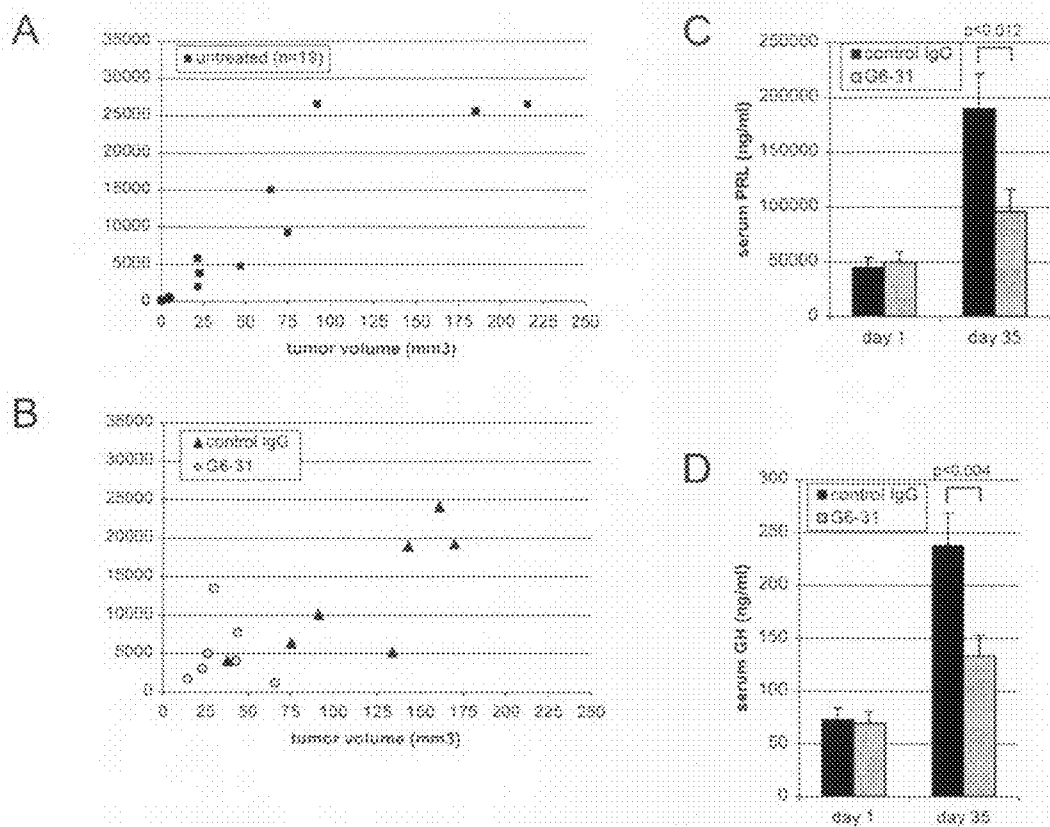 A
35000
30000
25000
20000
15000
10000
5000
0
untreated (n=19)
0 25 50 75 100 125 150 175 200 225 250
tumor volume (mm3)
B
35000
30000
25000
20000
15000
10000
5000
0
control IgG
G6-31
0 25 50 75 100 125 150 175 200 225 250
tumor volume (mm3)
C
p<0.012
250000
200000
150000
100000
50000
0
control IgG
G6-31
serum PRL (ng/ml)
day 1 day 35
D
p<0.004
300
250
200
150
100
50
0
control IgG
G6-31
serum GH (ng/ml)
day 1 day 35